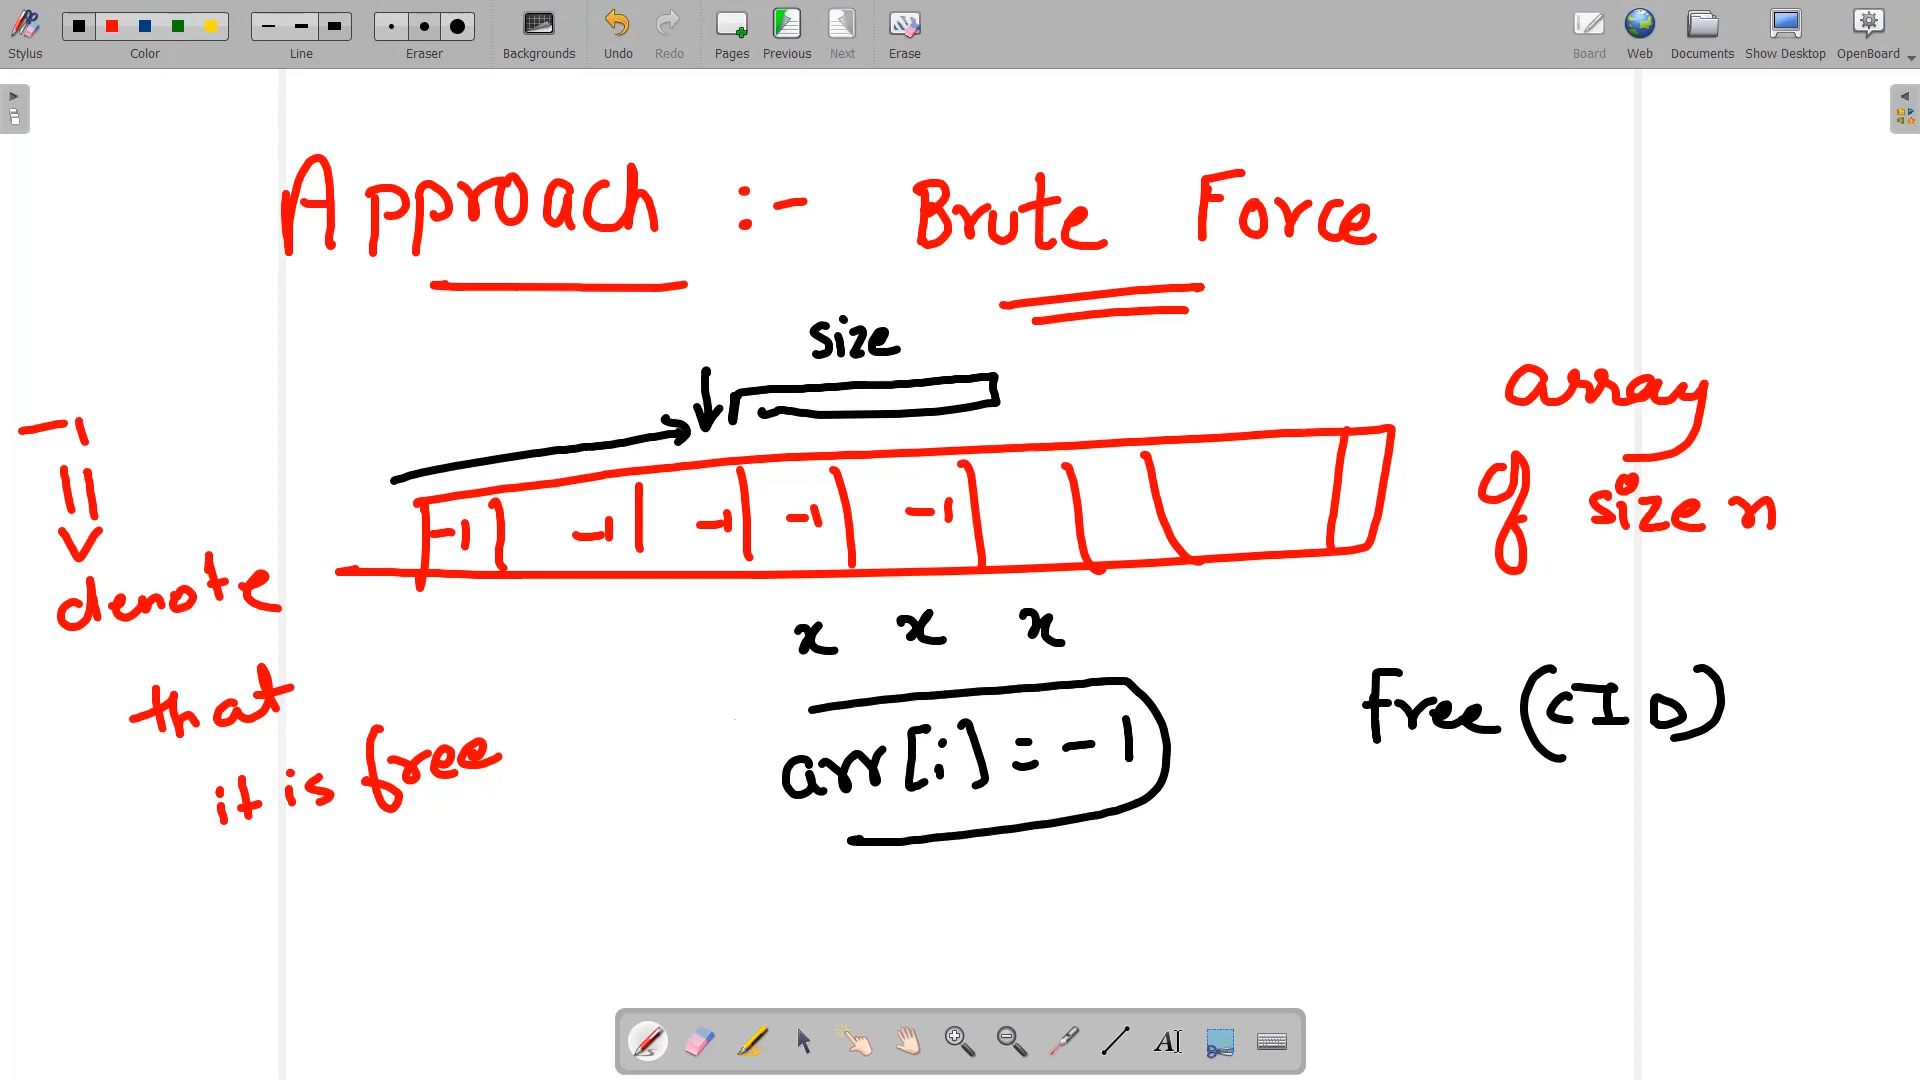 Stylus
Color
Line
Eraser
Backgrounds
Undo
Redo
Pages
Previous
Next
Erase
Board
Web
Documents
Show Desktop
OpenBoard
Approach :- Brute Force
size
array
of size n
-1
denote
that
it is free
-1 -1 -1 -1 -1
x x x
arr[i] = -1
Free (CID)
AI